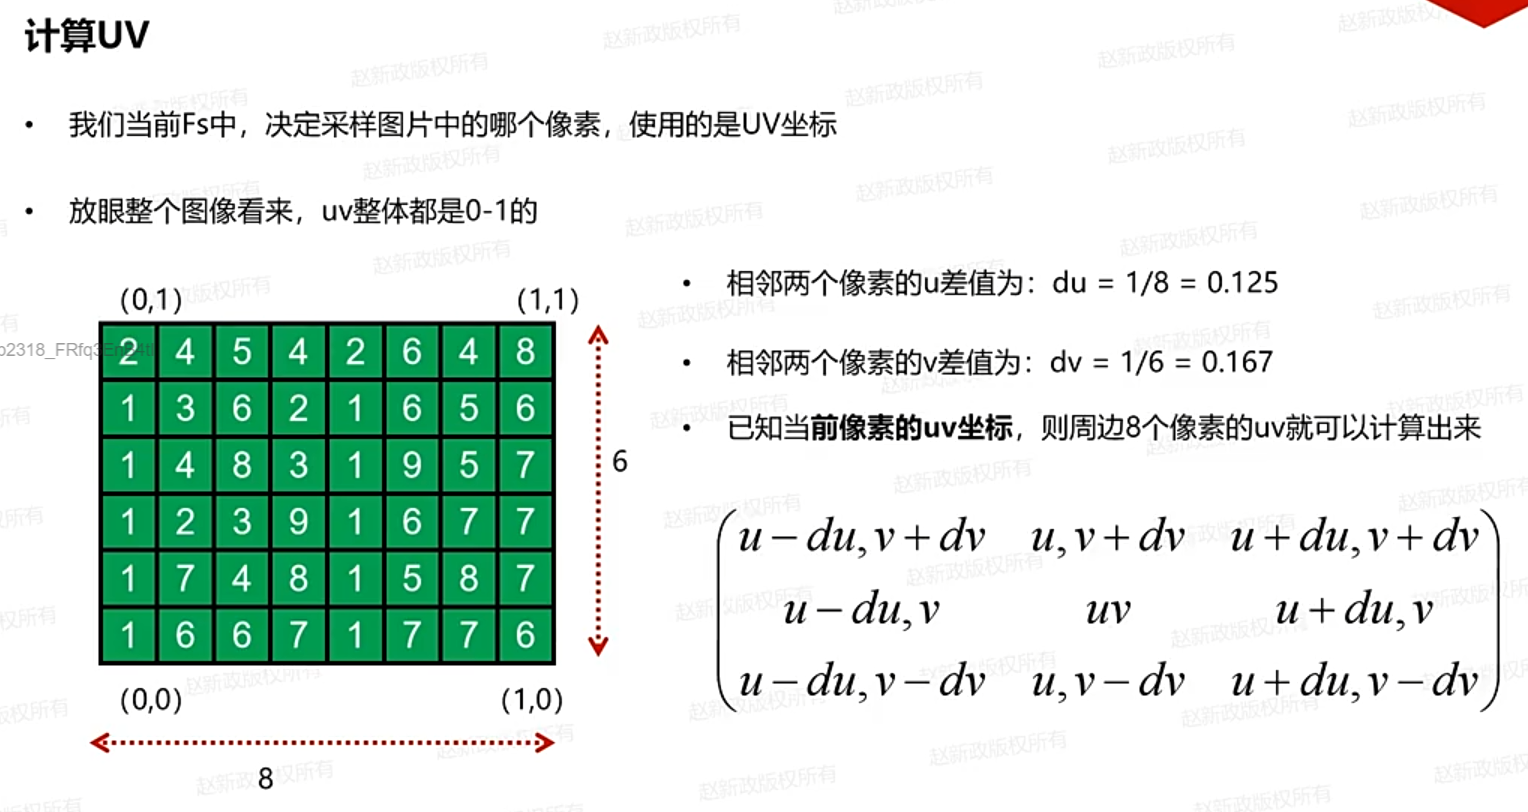 计算UV
• 我们当前Fs中，决定采样图片中的哪个像素，使用的是UV坐标
• 放眼整个图像看来，uv整体都是0-1的
(0,1) (1,1)
2 4 5 4 2 6 4 8
1 3 6 2 1 6 5 6
1 4 8 3 1 9 5 7
1 2 3 9 1 6 7 7
1 7 4 8 1 5 8 7
1 6 6 7 1 7 7 6
6
(0,0) (1,0)
8
• 相邻两个像素的u差值为：du = 1/8 = 0.125
• 相邻两个像素的v差值为：dv = 1/6 = 0.167
• 已知当前像素的uv坐标，则周边8个像素的uv就可以计算出来
u − du, v + dv u, v + dv u + du, v + dv
u − du, v uv u + du, v
u − du, v − dv u, v − dv u + du, v − dv
赵新政版权所有